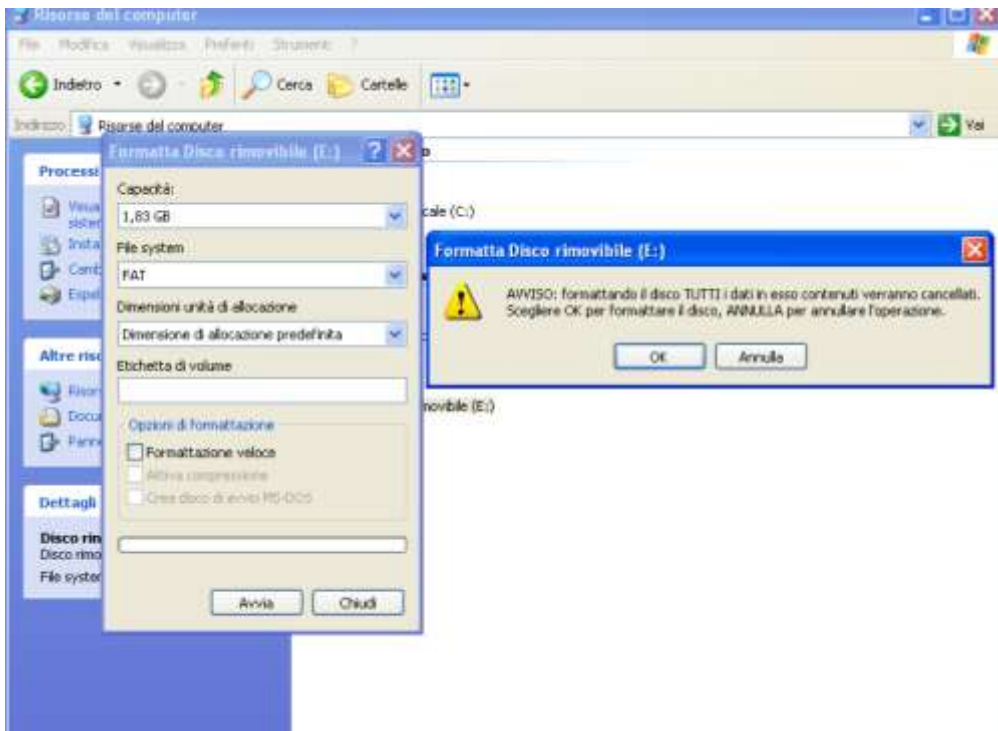 Risorse del computer
File Modifica Visualizza Preferiti Strumenti ?
Indietro Cerca Cartelle
Indirizzo Risorse del computer Vai
Formatta Disco rimovibile (E:)
Capacità:
1,83 GB
File system
FAT
Dimensioni unità di allocazione
Dimensione di allocazione predefinita
Etichetta di volume
Opzioni di formattazione
Formattazione veloce
Attiva compressione
Crea disco di avvio MS-DOS
Avvia Chiudi
Processi
Altre riso
Dettagli
Disco rim
Disco rimo
File system
cale (C:)
Formatta Disco rimovibile (E:)
AVVISO: formattando il disco TUTTI i dati in esso contenuti verranno cancellati.
Scegliere OK per formattare il disco, ANNULLA per annullare l'operazione.
OK Annulla
movibile (E:)